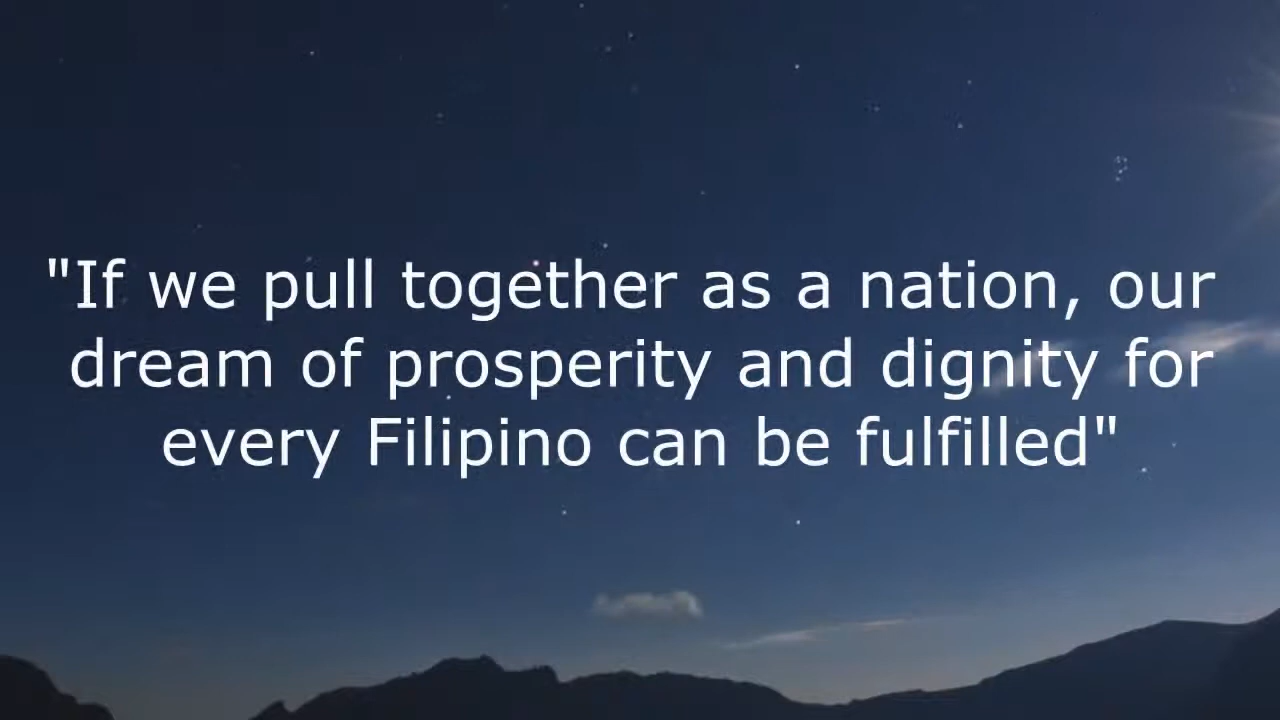 "If we pull together as a nation, our
dream of prosperity and dignity for
every Filipino can be fulfilled"